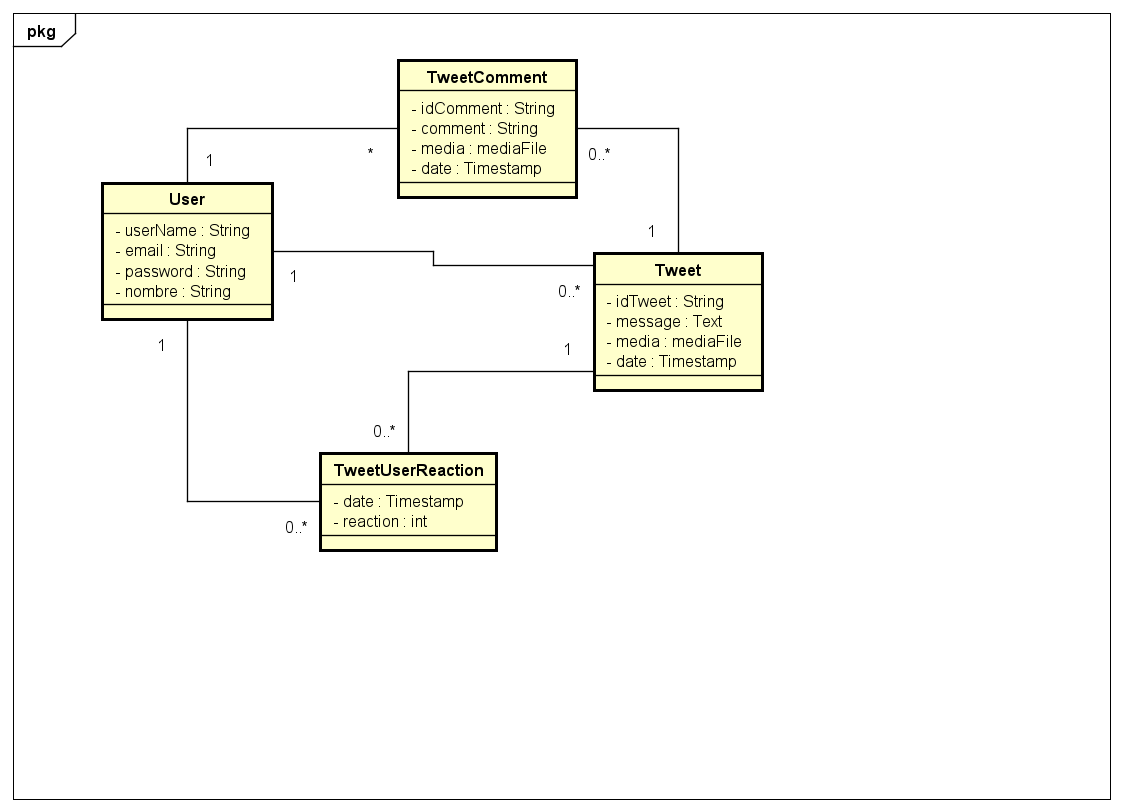 pkg
TweetComment
- idComment : String
- comment : String
- media : mediaFile
- date : Timestamp
*
0..*
1
User
- userName : String
- email : String
- password : String
- nombre : String
1
1
Tweet
- idTweet : String
- message : Text
- media : mediaFile
- date : Timestamp
0..*
1
1
0..*
TweetUserReaction
- date : Timestamp
- reaction : int
0..*